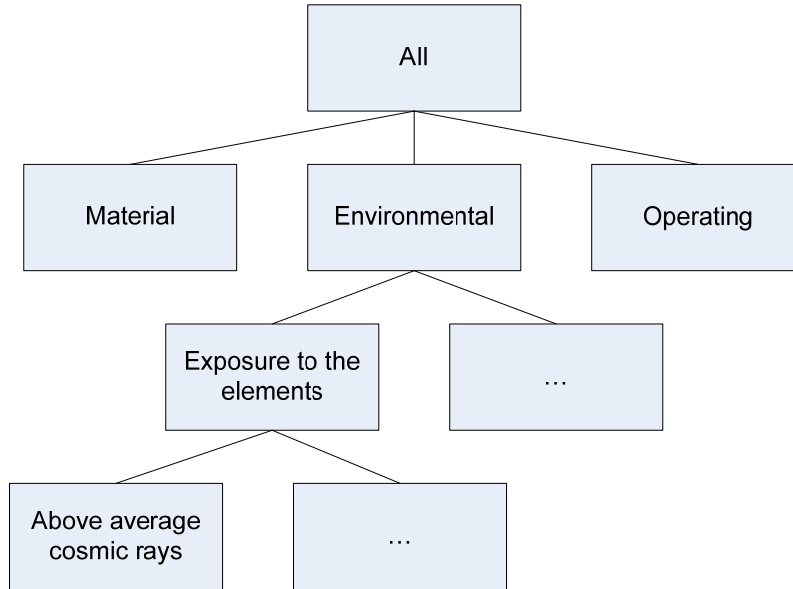 All
Material
Environmental
Operating
Exposure to the
elements
...
Above average
cosmic rays
...